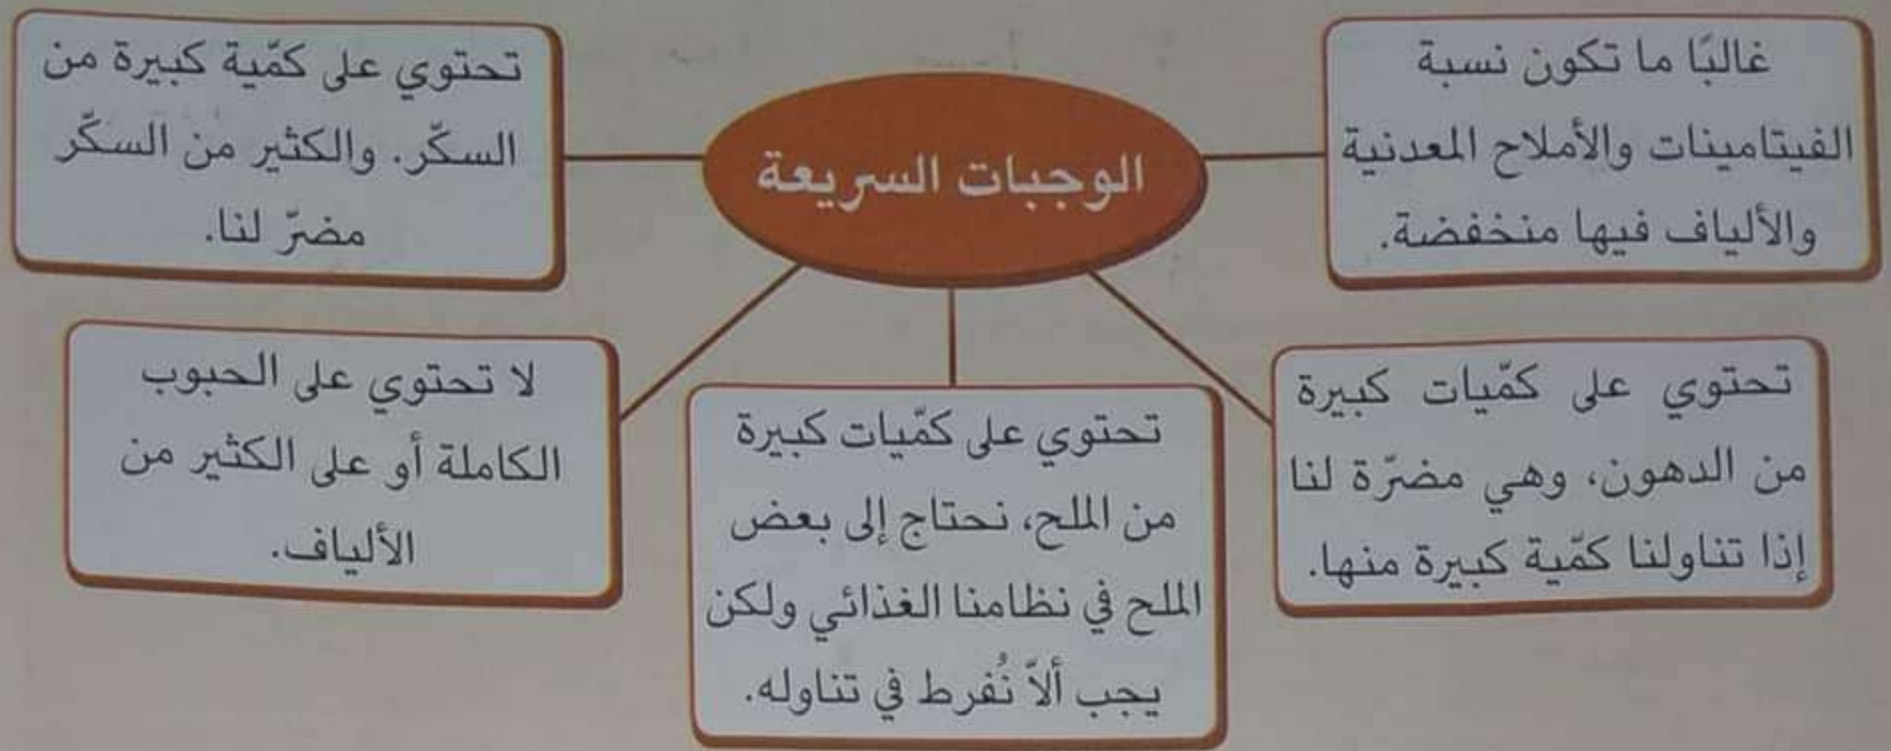 الوجبات السريعة
غالبًا ما تكون نسبة
الفيتامينات والأملاح المعدنية
والألياف فيها منخفضة.
تحتوي على كمّيات كبيرة
من الدهون، وهي مضرّة لنا
إذا تناولنا كمّية كبيرة منها.
تحتوي على كمّيات كبيرة
من الملح، نحتاج إلى بعض
الملح في نظامنا الغذائي ولكن
يجب ألاّ نُفرط في تناوله.
لا تحتوي على الحبوب
الكاملة أو على الكثير من
الألياف.
تحتوي على كمّية كبيرة من
السكّر. والكثير من السكّر
مضرّ لنا.